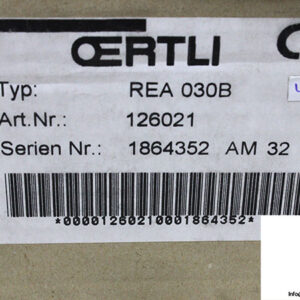 ŒRTLI
Typ: REA 030B
Art.Nr.: 126021
Serien Nr.: 1864352 AM 32
*00001260210001864352*